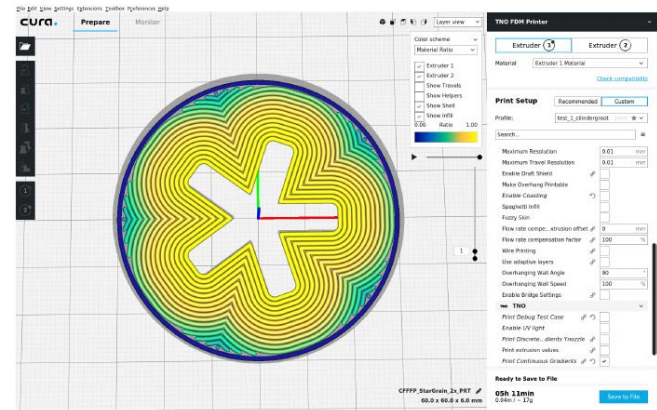 File Edit View Settings Extensions Toolbox Preferences Help
cura.
Prepare
Monitor
Layer view
TNO FDM Printer
Color scheme
Material Ratio
Extruder 1
Extruder 2
Show Travels
Show Helpers
Show Shell
Show Infill
0.00 Ratio 1.00
1
Extruder 1
Extruder 2
Material
Extruder 1 Material
Check compatibility
Print Setup
Recommended
Custom
Profile:
Search...
Maximum Resolution 0.01 mm
Maximum Travel Resolution 0.01 mm
Enable Draft Shield
Make Overhang Printable
Enable Coasting
Spaghetti Infill
Fuzzy Skin
Flow rate compe...xtrusion offset 0 mm
Flow rate compensation factor 100 %
Wire Printing
Use adaptive layers
Overhanging Wall Angle 90 °
Overhanging Wall Speed 100 %
Enable Bridge Settings
TNO TNO
Print Debug Test Case
Enable UV light
Print Discrete...dients Tnozzle
Print extrusion values
Print Continuous Gradients
Ready to Save to File
05h 11min
0.04m / ~ 17g
Save to File
CFFFP_StarGrain_2x_PRT
60.0 x 60.0 x 6.0 mm